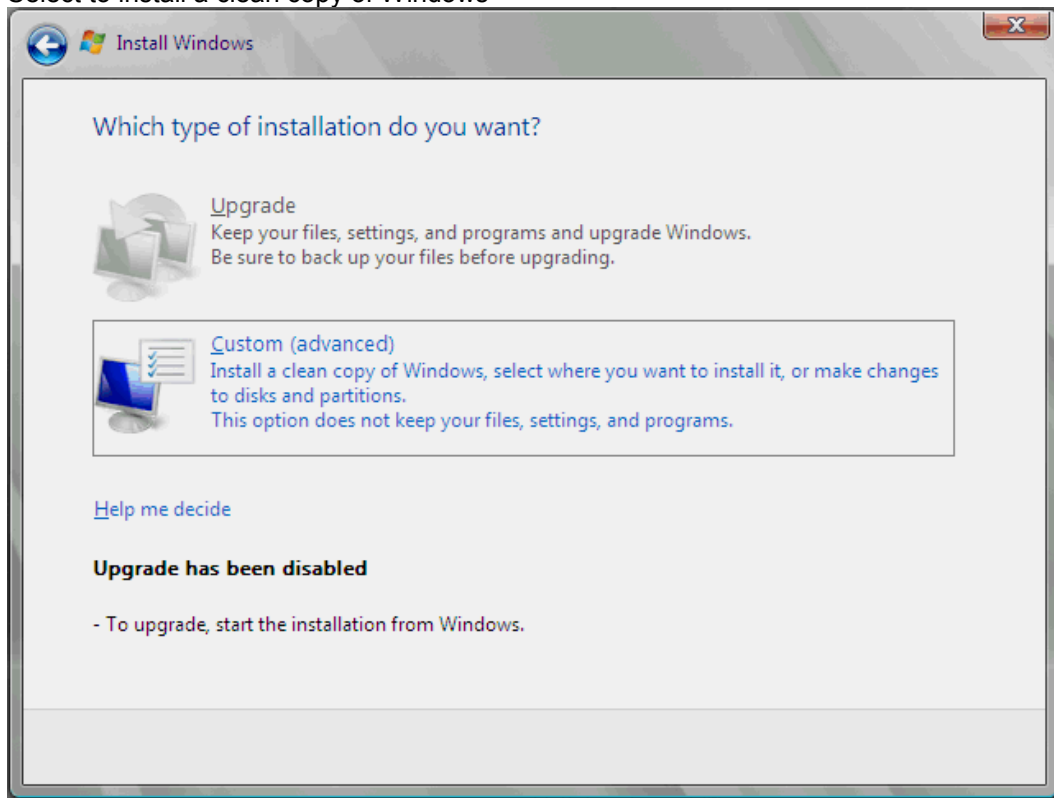 Select to install a clean copy of Windows
Install Windows
Which type of installation do you want?
Upgrade
Keep your files, settings, and programs and upgrade Windows.
Be sure to back up your files before upgrading.
Custom (advanced)
Install a clean copy of Windows, select where you want to install it, or make changes
to disks and partitions.
This option does not keep your files, settings, and programs.
Help me decide
Upgrade has been disabled
- To upgrade, start the installation from Windows.